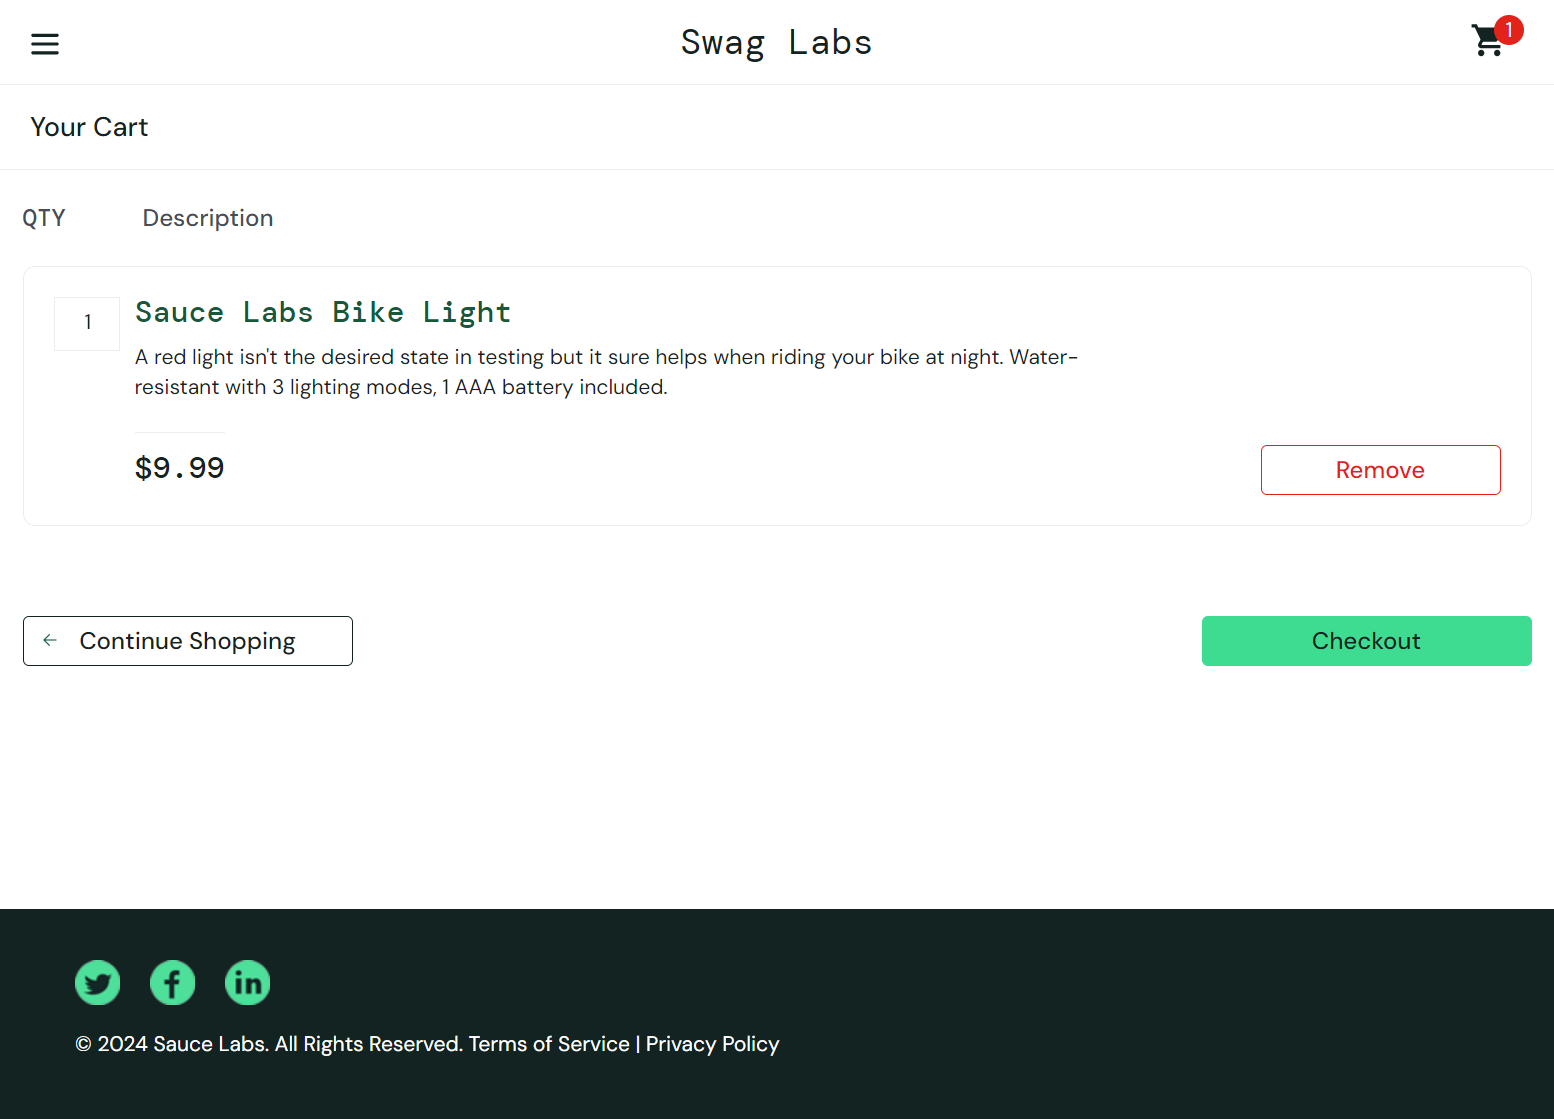 Swag Labs
1
Your Cart
QTY Description
1
Sauce Labs Bike Light
A red light isn't the desired state in testing but it sure helps when riding your bike at night. Water-
resistant with 3 lighting modes, 1 AAA battery included.
$9.99
Remove
Continue Shopping
Checkout
© 2024 Sauce Labs. All Rights Reserved. Terms of Service | Privacy Policy